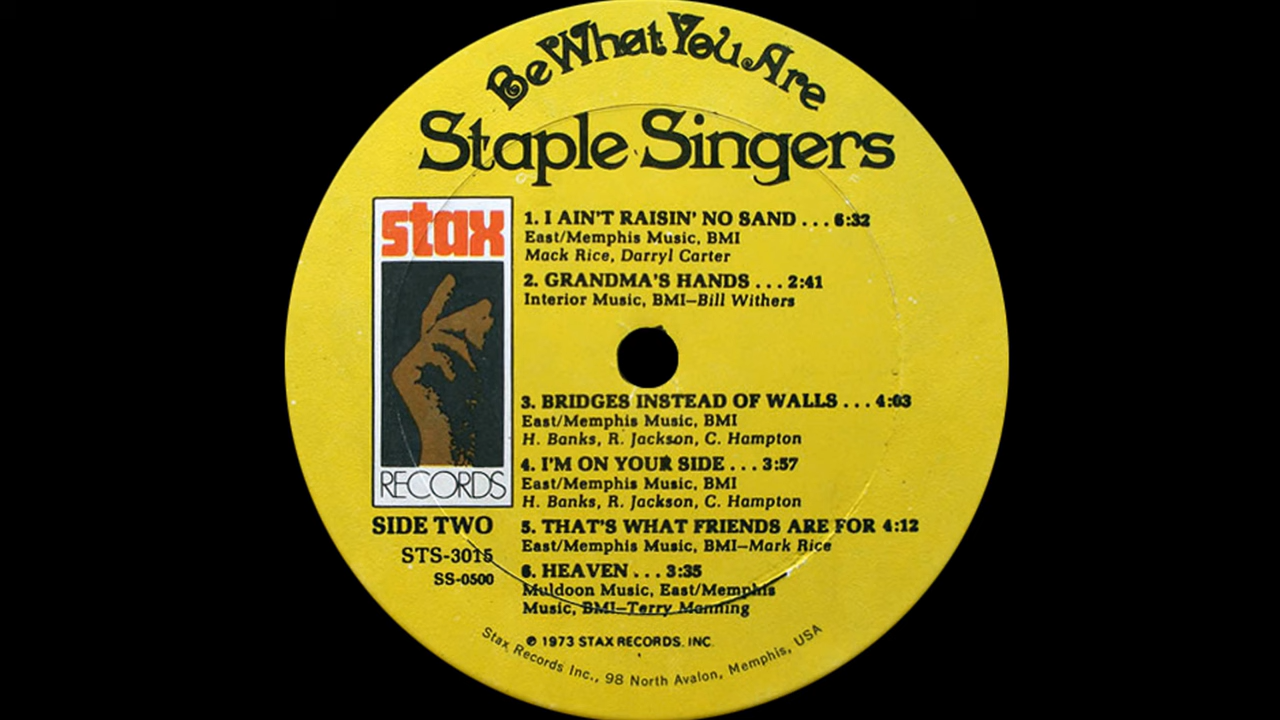 Be What You Are
Staple Singers
stax
RECORDS
1. I AIN'T RAISIN' NO SAND . . . 6:32
East/Memphis Music, BMI
Mack Rice, Darryl Carter
2. GRANDMA'S HANDS . . . 2:41
Interior Music, BMI—Bill Withers
3. BRIDGES INSTEAD OF WALLS . . . 4:03
East/Memphis Music, BMI
H. Banks, R. Jackson, C. Hampton
4. I'M ON YOUR SIDE . . . 3:57
East/Memphis Music, BMI
H. Banks, R. Jackson, C. Hampton
SIDE TWO
STS-3015
SS-0500
5. THAT'S WHAT FRIENDS ARE FOR 4:12
East/Memphis Music, BMI—Mark Rice
6. HEAVEN . . . 3:35
Muldoon Music, East/Memphis
Music, BMI—Terry Manning
℗ 1973 STAX RECORDS. INC.
Stax Records Inc., 98 North Avalon, Memphis, USA